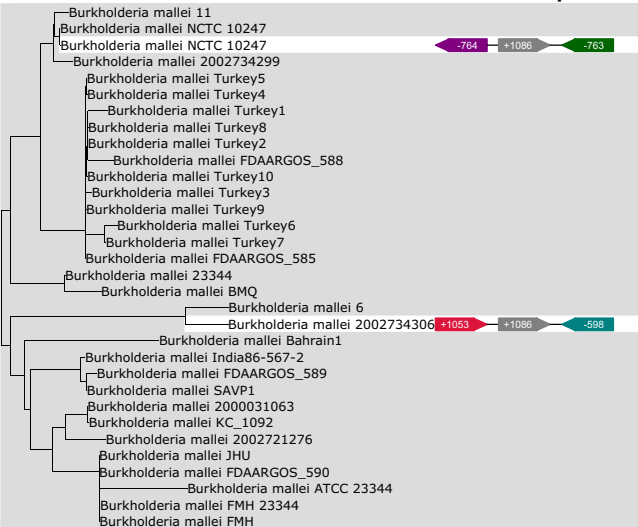 Burkholderia mallei 11
Burkholderia mallei NCTC 10247
Burkholderia mallei NCTC 10247 -764 +1086 -763
Burkholderia mallei 2002734299
Burkholderia mallei Turkey5
Burkholderia mallei Turkey4
Burkholderia mallei Turkey1
Burkholderia mallei Turkey8
Burkholderia mallei Turkey2
Burkholderia mallei FDAARGOS_588
Burkholderia mallei Turkey10
Burkholderia mallei Turkey3
Burkholderia mallei Turkey9
Burkholderia mallei Turkey6
Burkholderia mallei Turkey7
Burkholderia mallei FDAARGOS_585
Burkholderia mallei 23344
Burkholderia mallei BMQ
Burkholderia mallei 6
Burkholderia mallei 2002734306 +1053 +1086 -598
Burkholderia mallei Bahrain1
Burkholderia mallei India86-567-2
Burkholderia mallei FDAARGOS_589
Burkholderia mallei SAVP1
Burkholderia mallei 2000031063
Burkholderia mallei KC_1092
Burkholderia mallei 2002721276
Burkholderia mallei JHU
Burkholderia mallei FDAARGOS_590
Burkholderia mallei ATCC 23344
Burkholderia mallei FMH 23344
Burkholderia mallei FMH